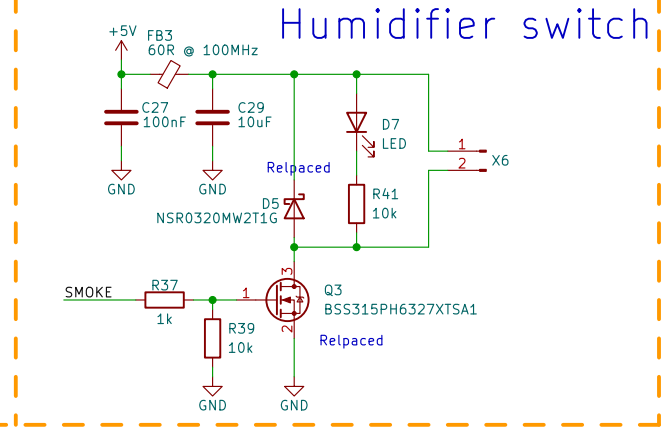 Humidifier switch
+5V
FB3
60R @ 100MHz
C27
100nF
C29
10uF
GND
GND
D7
LED
1
2
X6
Relpaced
D5
NSR0320MW2T1G
R41
10k
SMOKE
R37
1k
1
3
2
Q3
BSS315PH6327XTSA1
R39
10k
Relpaced
GND
GND